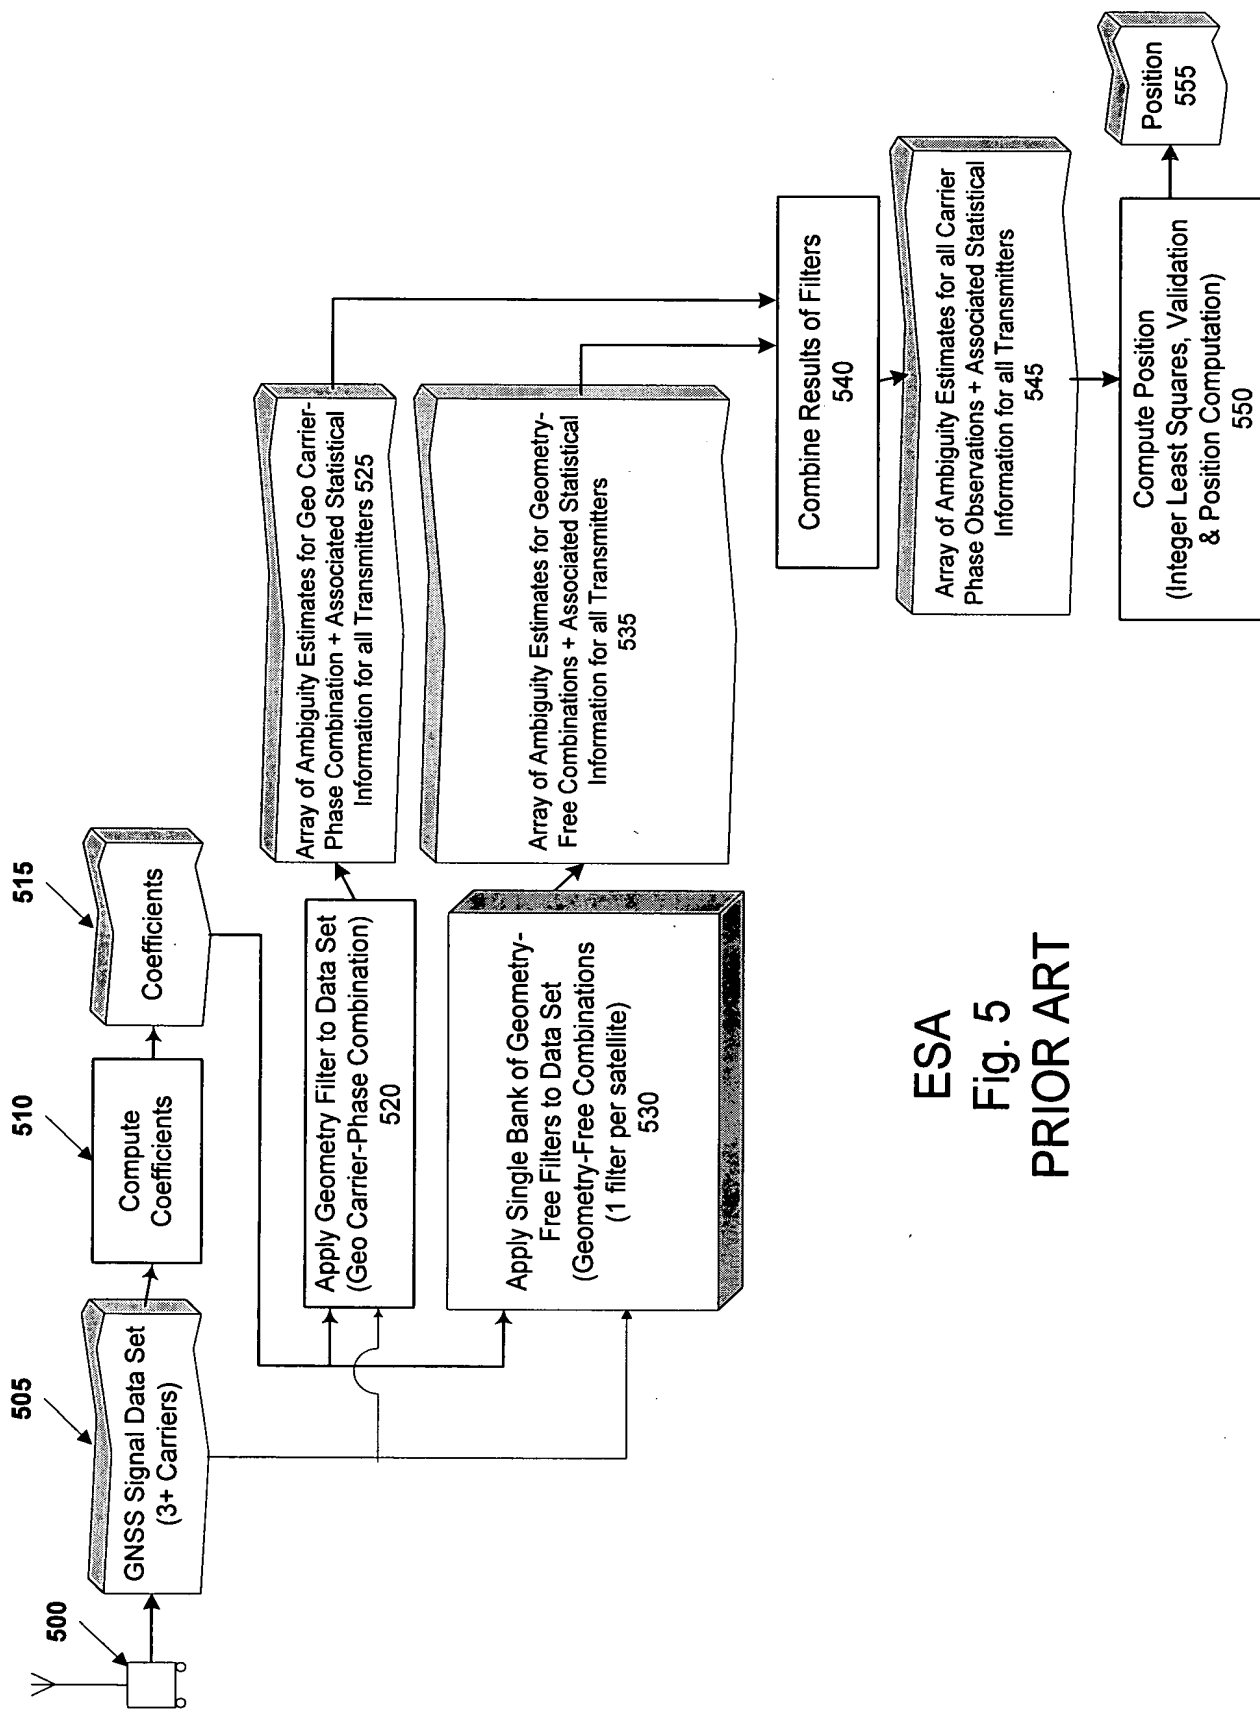 500
505
GNSS Signal Data Set
(3+ Carriers)
510
Compute
Coefficients
515
Coefficients
Apply Geometry Filter to Data Set
(Geo Carrier-Phase Combination)
520
Array of Ambiguity Estimates for Geo Carrier-
Phase Combination + Associated Statistical
Information for all Transmitters 525
Apply Single Bank of Geometry-
Free Filters to Data Set
(Geometry-Free Combinations
(1 filter per satellite)
530
Array of Ambiguity Estimates for Geometry-
Free Combinations + Associated Statistical
Information for all Transmitters
535
Combine Results of Filters
540
Array of Ambiguity Estimates for all Carrier
Phase Observations + Associated Statistical
Information for all Transmitters
545
Compute Position
(Integer Least Squares, Validation
& Position Computation)
550
Position
555
ESA
Fig. 5
PRIOR ART